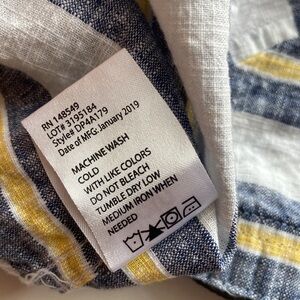 RN 148549
LOT# 3195184
Style# DP4A179
Date of MFG:January 2019
MACHINE WASH
COLD
WITH LIKE COLORS
DO NOT BLEACH
TUMBLE DRY LOW
MEDIUM IRON WHEN
NEEDED